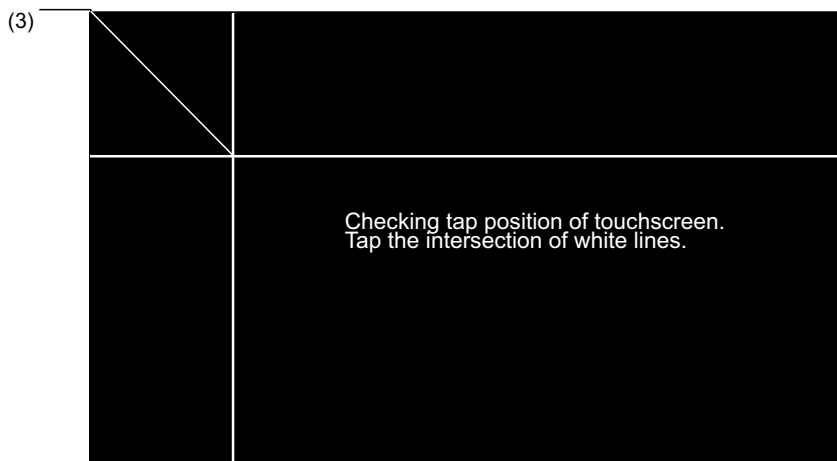 (3)
Checking tap position of touchscreen.
Tap the intersection of white lines.